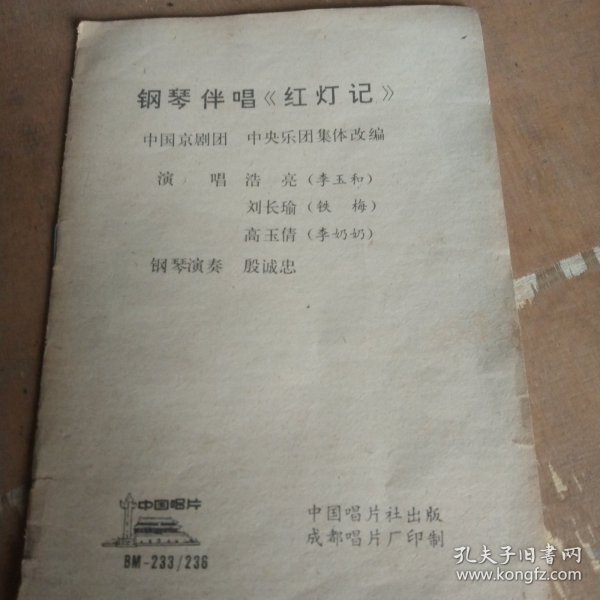 钢琴伴唱《红灯记》
中国京剧团 中央乐团集体改编
演 唱 浩 亮(李玉和)
刘长瑜(铁 梅)
高玉倩(李奶奶)
钢琴演奏 殷诚忠
中国唱片
BM-233/236
中国唱片社出版
成都唱片厂印制
孔夫子旧书网
www.kongfz.com